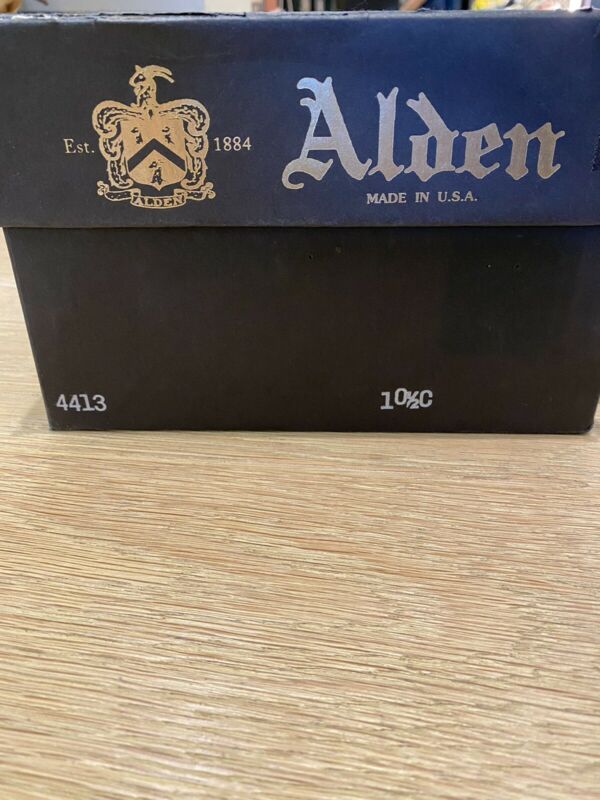 Est. 1884
ALDEN
Alden
MADE IN U.S.A.
4413 10½C